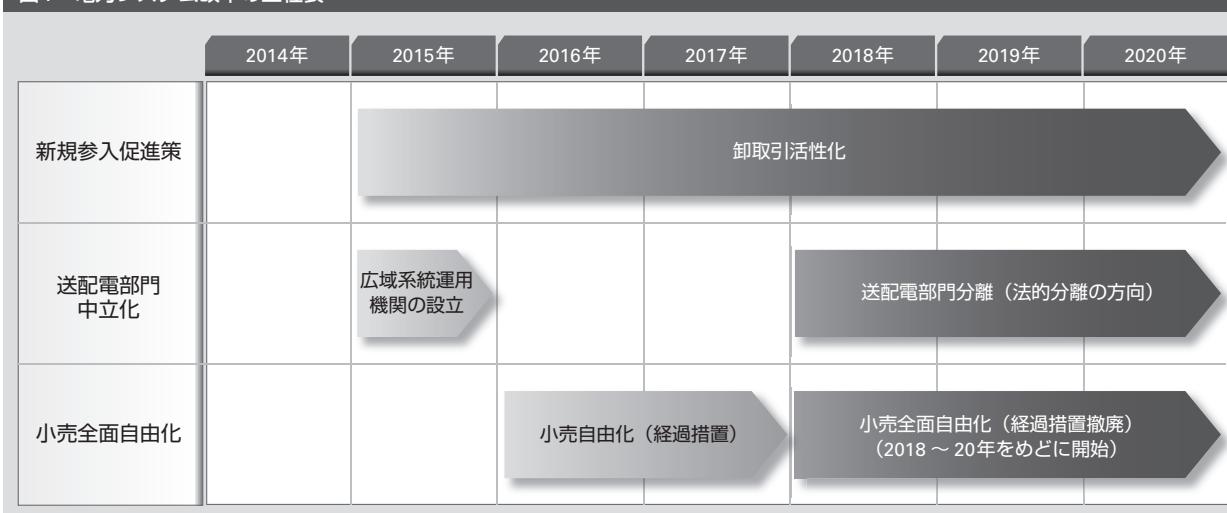 2014年 2015年 2016年 2017年 2018年 2019年 2020年
新規参入促進策
卸取引活性化
送配電部門
中立化
広域系統運用
機関の設立
送配電部門分離（法的分離の方向）
小売全面自由化
小売自由化（経過措置）
小売全面自由化（経過措置撤廃）
（2018 〜 20年をめどに開始）